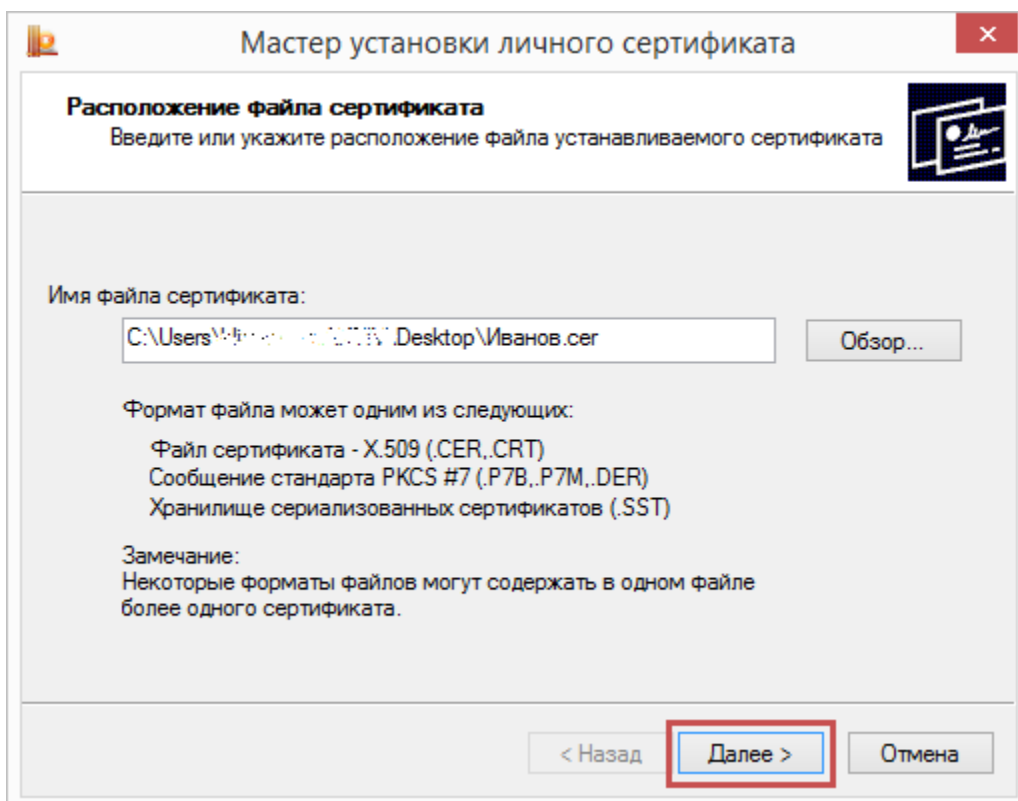 Мастер установки личного сертификата
Расположение файла сертификата
Введите или укажите расположение файла устанавливаемого сертификата
Имя файла сертификата:
C:\Users\ Desktop\Иванов.cer
Обзор...
Формат файла может одним из следующих:
Файл сертификата - X.509 (.CER,.CRT)
Сообщение стандарта PKCS #7 (.P7B,.P7M,.DER)
Хранилище сериализованных сертификатов (.SST)
Замечание:
Некоторые форматы файлов могут содержать в одном файле
более одного сертификата.
< Назад
Далее >
Отмена